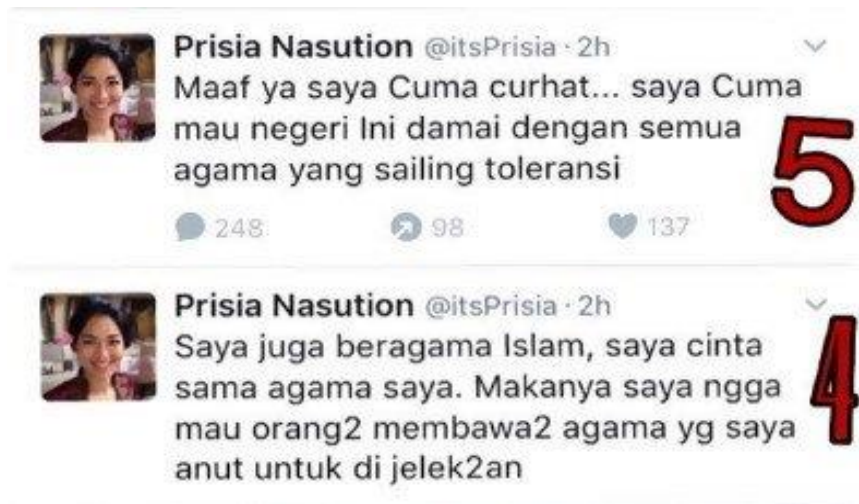 Prisia Nasution @itsPrisia · 2h
Maaf ya saya Cuma curhat... saya Cuma
mau negeri Ini damai dengan semua
agama yang sailing toleransi
5
248 98 137
Prisia Nasution @itsPrisia · 2h
Saya juga beragama Islam, saya cinta
sama agama saya. Makanya saya ngga
mau orang2 membawa2 agama yg saya
anut untuk di jelek2an
4